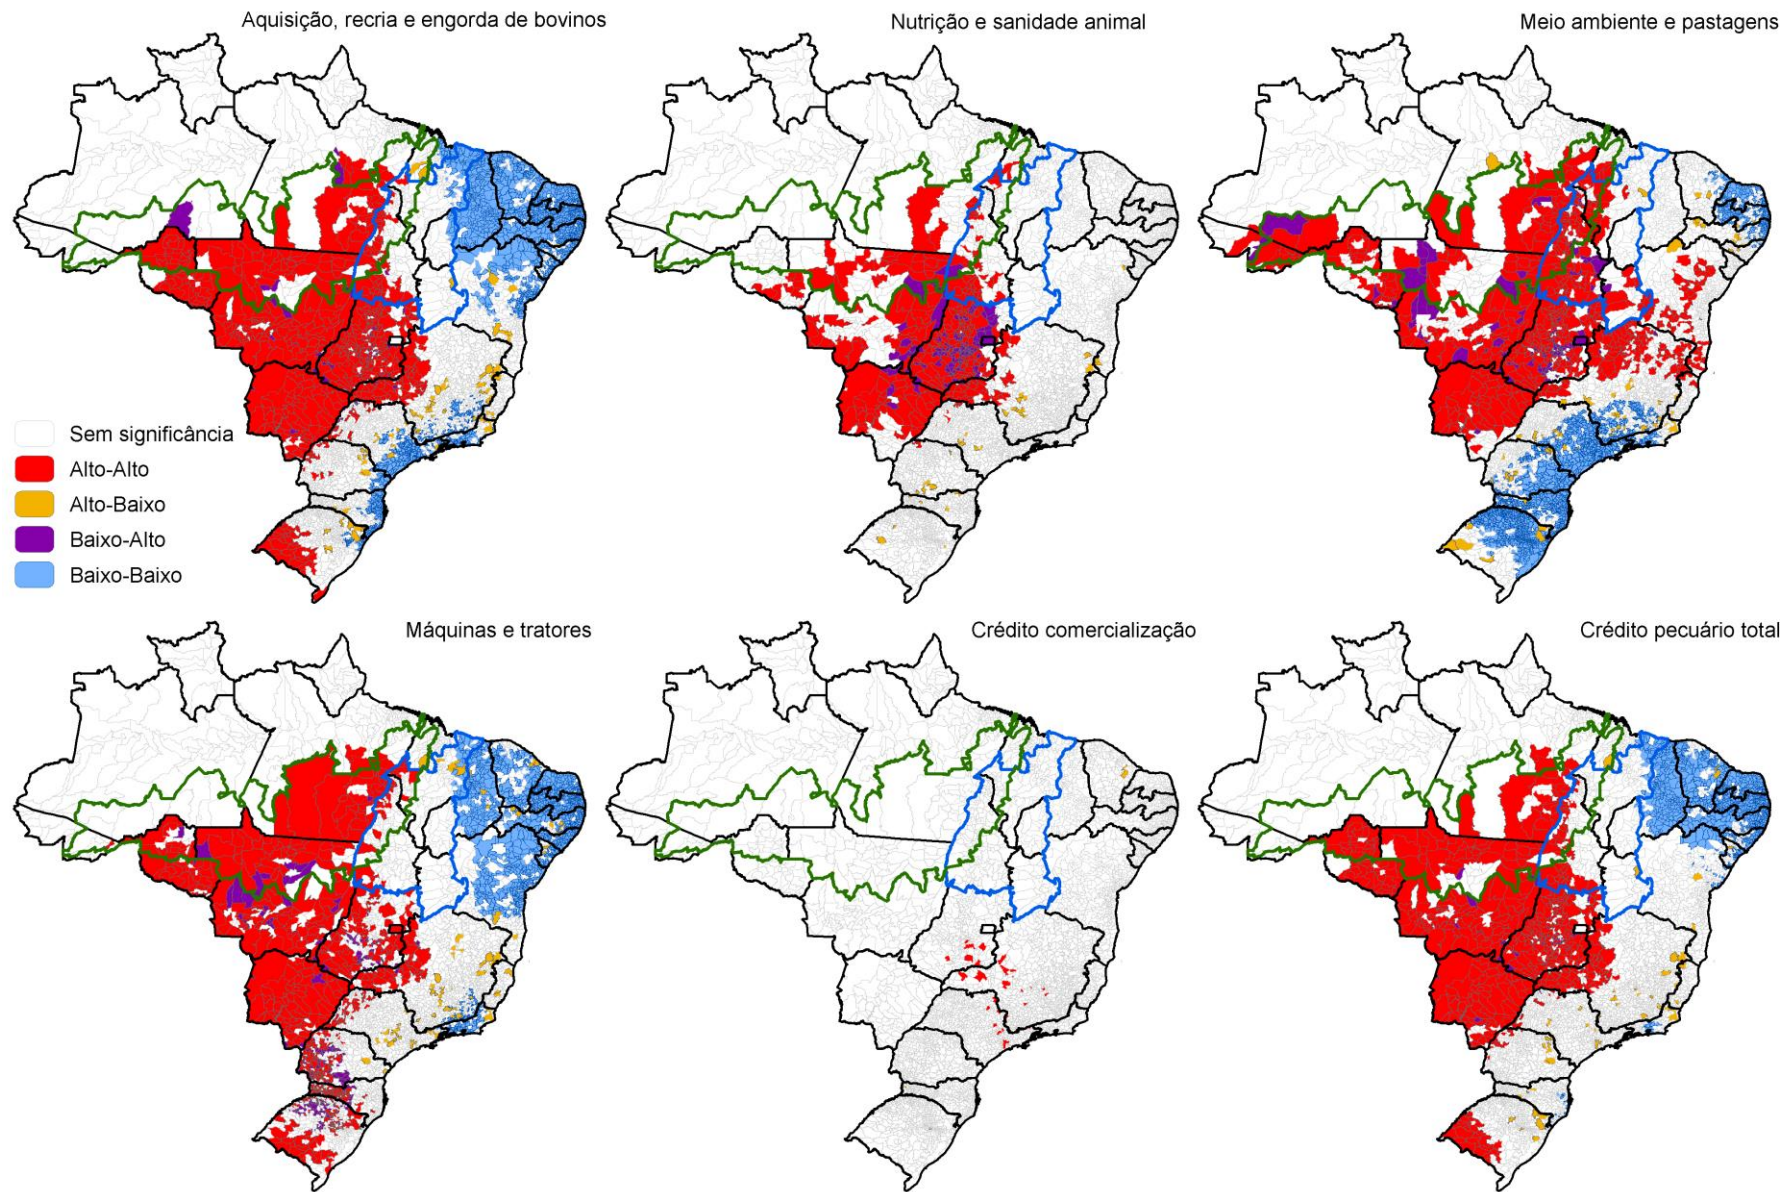 Aquisição, recria e engorda de bovinos
Nutrição e sanidade animal
Meio ambiente e pastagens
Sem significância
Alto-Alto
Alto-Baixo
Baixo-Alto
Baixo-Baixo
Máquinas e tratores
Crédito comercialização
Crédito pecuário total